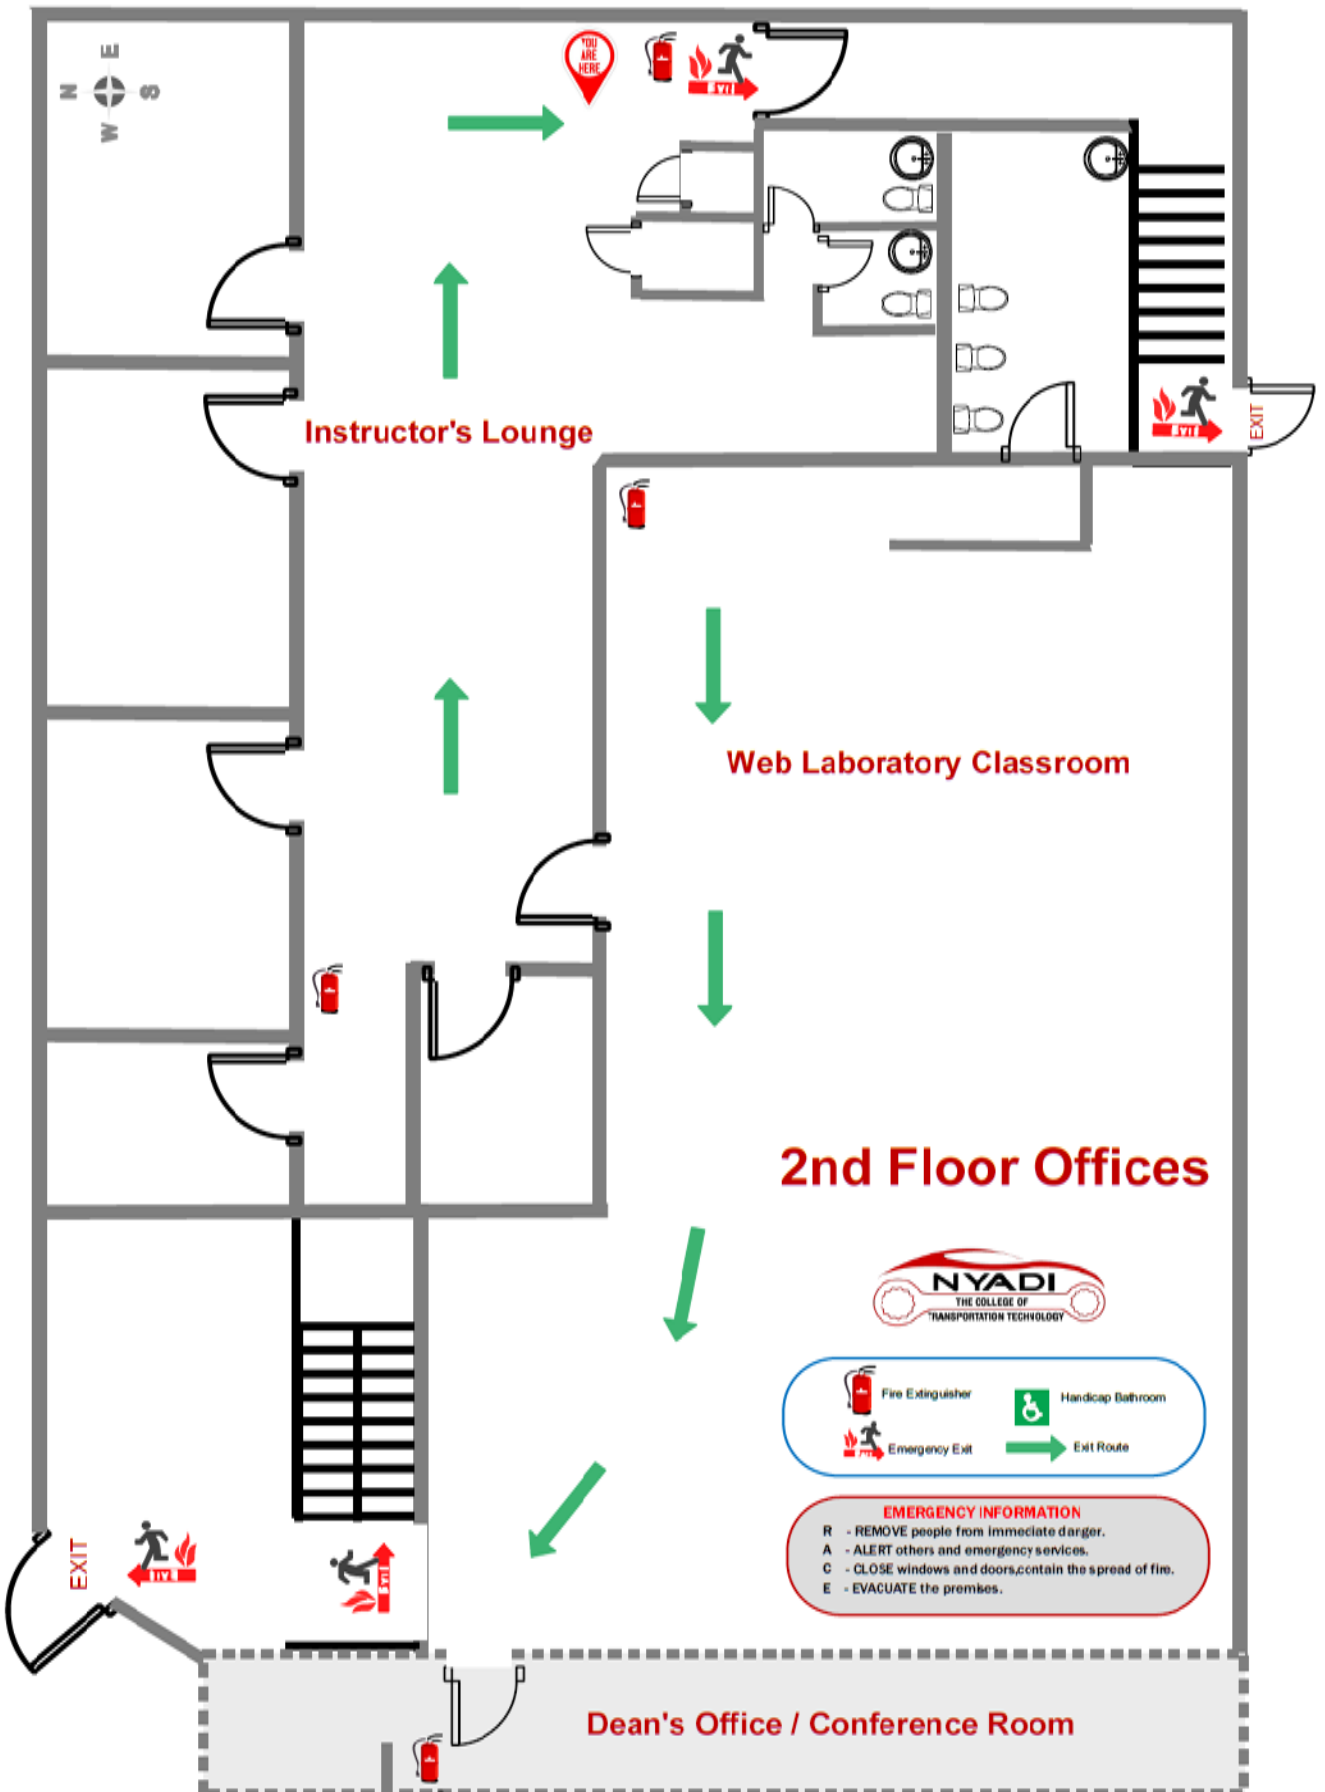 E
N
S
W
YOU
ARE
HERE
EXIT
Instructor's Lounge
EXIT
EXIT
Web Laboratory Classroom
2nd Floor Offices
NYADI
THE COLLEGE OF
TRANSPORTATION TECHNOLOGY
Fire Extinguisher
Handicap Bathroom
Emergency Exit
Exit Route
EMERGENCY INFORMATION
R - REMOVE people from immediate danger.
A - ALERT others and emergency services.
C - CLOSE windows and doors,contain the spread of fire.
E - EVACUATE the premises.
EXIT
EXIT
EXIT
Dean's Office / Conference Room